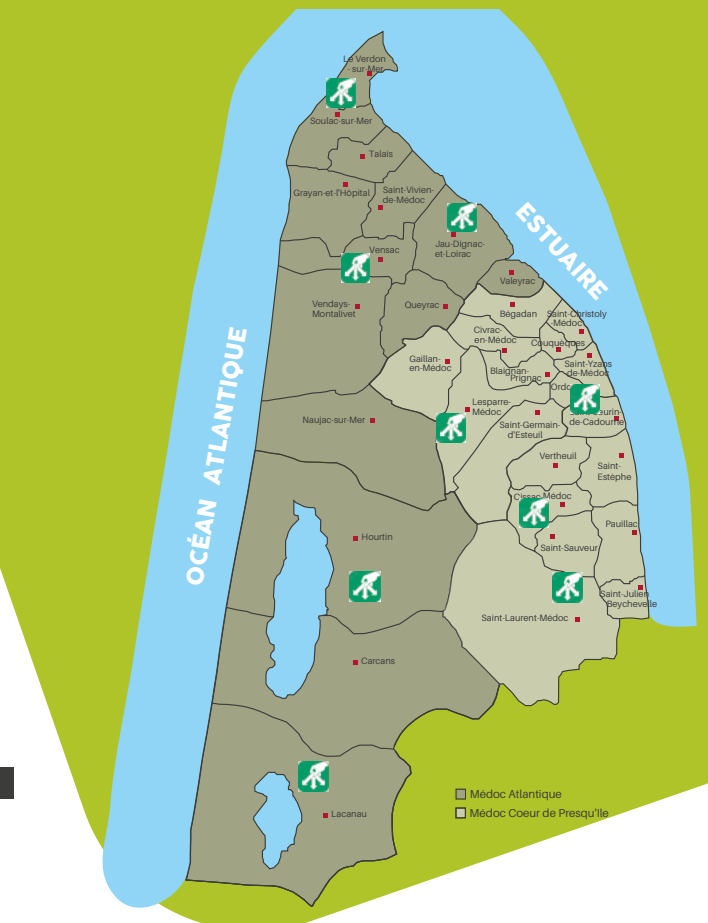 Le Verdon
-sur-Mer
Soulac-sur-Mer
Talais
Grayan-et-l'Hôpital
Saint-Vivien-
de-Médoc
Jau-Dignac-
et-Loirac
Vensac
Valeyrac
ESTUAIRE
Vendays-
Montalivet
Queyrac
Bégadan
Saint-Christoly
-Médoc
Civrac-
en-Médoc
Couquèques
Gaillan-
en-Médoc
Saint-Yzans
de-Médoc
Blaignan-
Prignac
Lesparre-
Médoc
de-Cadourne
Naujac-sur-Mer
Saint-Germain-
d'Esteuil
OCÉAN ATLANTIQUE
Vertheuil
Saint-
Estèphe
Cissac-Médoc
Pauillac
Hourtin
Saint-Sauveur
Saint-Julien
Beychevelle
Saint-Laurent-Médoc
Carcans
Médoc Atlantique
Médoc Coeur de Presqu'île
Lacanau